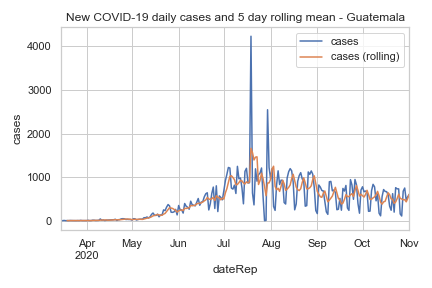 New COVID-19 daily cases and 5 day rolling mean - Guatemala
cases
cases (rolling)
4000
3000
2000
1000
0
cases
Apr
2020
May
Jun
Jul
Aug
Sep
Oct
Nov
dateRep